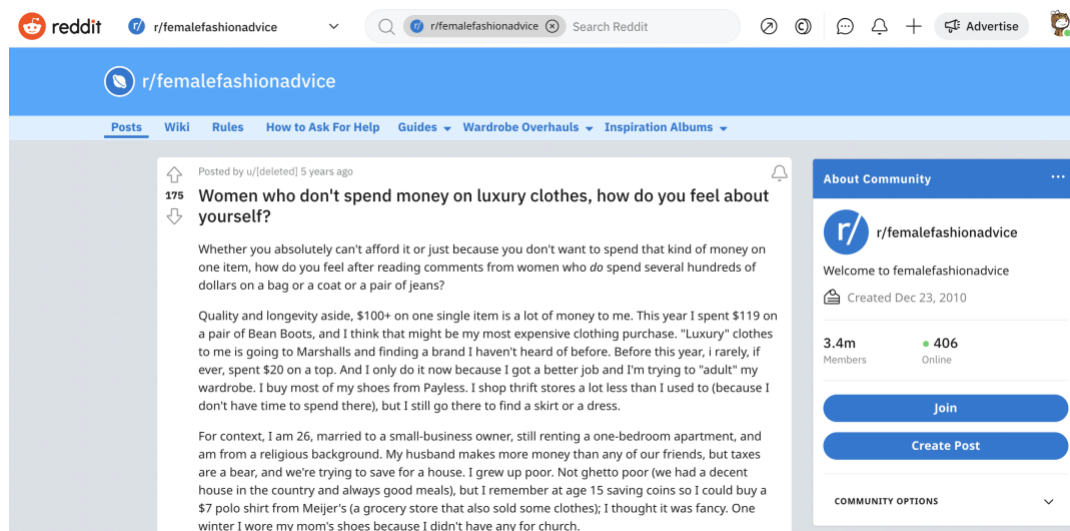 reddit
r/femalefashionadvice
r/femalefashionadvice
Search Reddit
Advertise
r/femalefashionadvice
Posts
Wiki
Rules
How to Ask For Help
Guides
Wardrobe Overhauls
Inspiration Albums
Posted by u/[deleted] 5 years ago
175
Women who don't spend money on luxury clothes, how do you feel about
yourself?
Whether you absolutely can't afford it or just because you don't want to spend that kind of money on
one item, how do you feel after reading comments from women who do spend several hundreds of
dollars on a bag or a coat or a pair of jeans?
Quality and longevity aside, $100+ on one single item is a lot of money to me. This year I spent $119 on
a pair of Bean Boots, and I think that might be my most expensive clothing purchase. "Luxury" clothes
to me is going to Marshalls and finding a brand I haven't heard of before. Before this year, i rarely, if
ever, spent $20 on a top. And I only do it now because I got a better job and I'm trying to "adult" my
wardrobe. I buy most of my shoes from Payless. I shop thrift stores a lot less than I used to (because I
don't have time to spend there), but I still go there to find a skirt or a dress.
For context, I am 26, married to a small-business owner, still renting a one-bedroom apartment, and
am from a religious background. My husband makes more money than any of our friends, but taxes
are a bear, and we're trying to save for a house. I grew up poor. Not ghetto poor (we had a decent
house in the country and always good meals), but I remember at age 15 saving coins so I could buy a
$7 polo shirt from Meijer's (a grocery store that also sold some clothes); I thought it was fancy. One
winter I wore my mom's shoes because I didn't have any for church.
About Community
r/
r/femalefashionadvice
Welcome to femalefashionadvice
Created Dec 23, 2010
3.4m
Members
406
Online
Join
Create Post
COMMUNITY OPTIONS